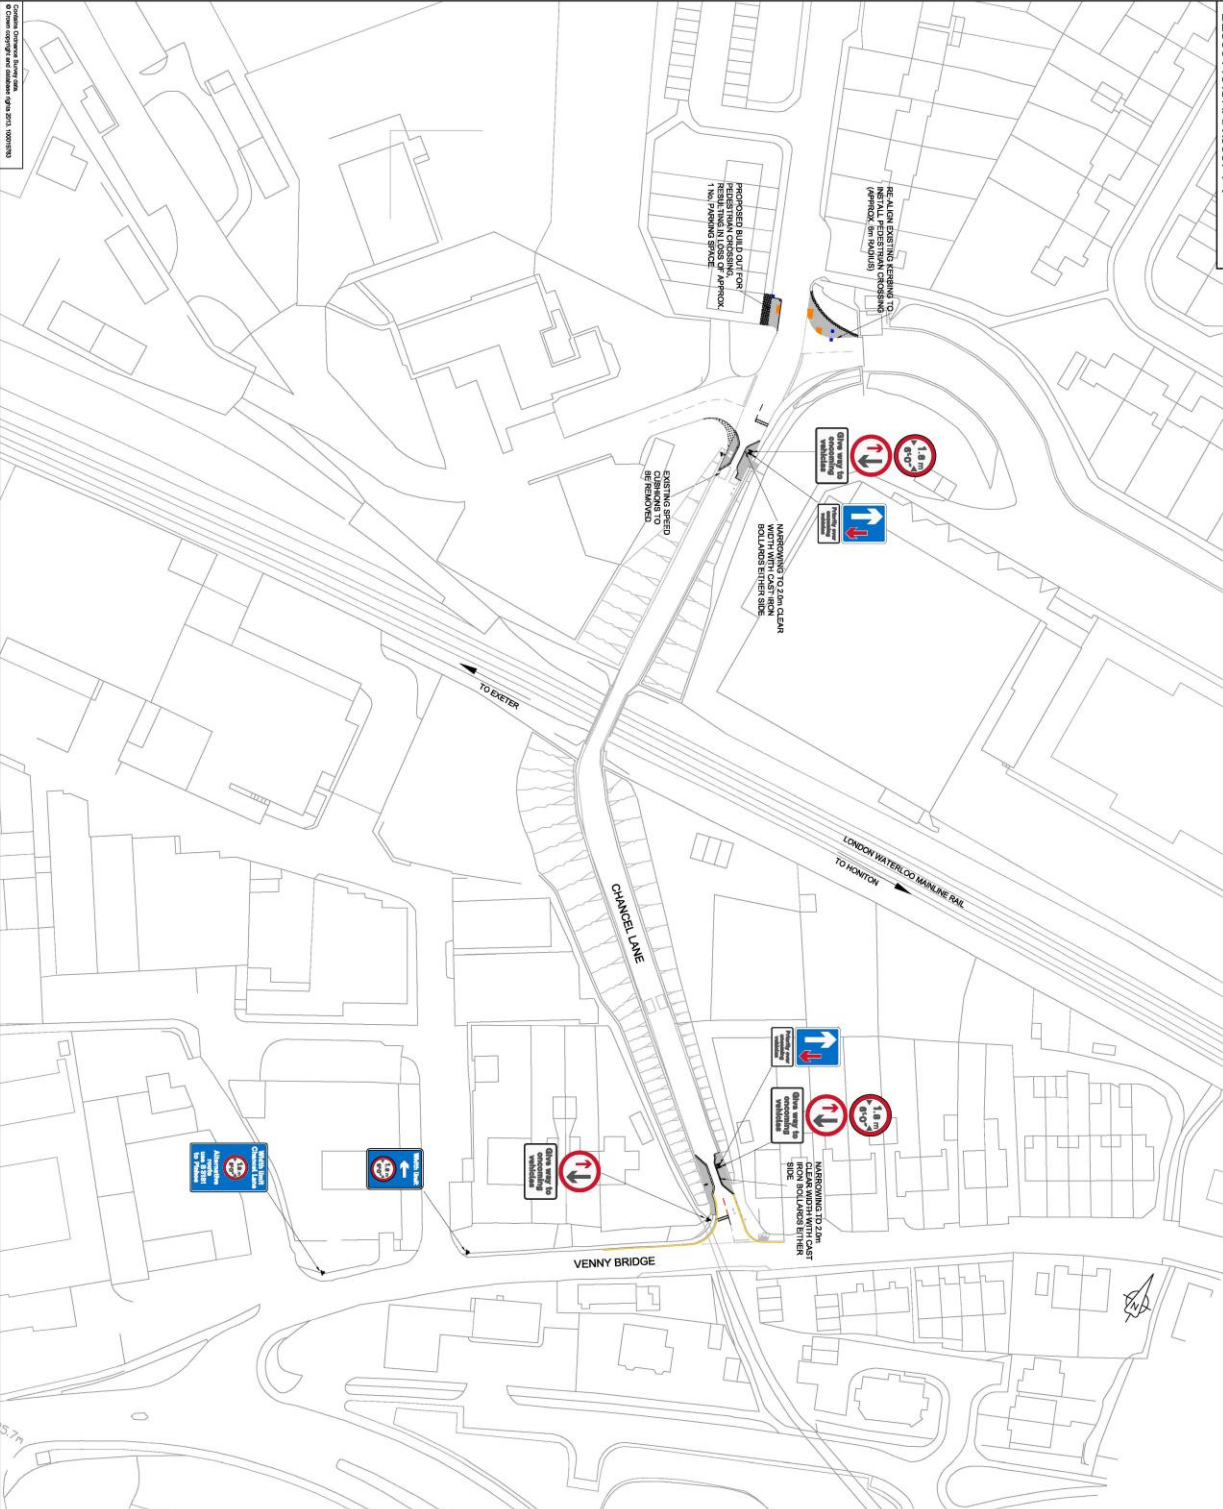 Contains Ordnance Survey data
© Crown copyright and database rights 2013. 100019783
RE-ALIGN EXISTING KERBING TO
INSTALL PEDESTRIAN CROSSING
(APPROX. 6m RADIUS)
PROPOSED BUILD OUT FOR
PEDESTRIAN CROSSING,
RESULTING IN LOSS OF APPROX.
1 No. PARKING SPACE
1.8 m
6'0"
Give way to
oncoming
vehicles
Priority over
oncoming
vehicles
EXISTING SPEED
CUSHIONS TO
BE REMOVED
NARROWING TO 2.0m CLEAR
WIDTH WITH CAST IRON
BOLLARDS EITHER SIDE
TO EXETER
LONDON WATERLOO MAINLINE RAIL
TO HONITON
CHANCEL LANE
Priority over
oncoming
vehicles
1.8 m
6'0"
Give way to
oncoming
vehicles
Give way to
oncoming
vehicles
NARROWING TO 2.0m
CLEAR WIDTH WITH CAST
IRON BOLLARDS EITHER
SIDE
Width limit
Width limit
Chancel Lane
Alternative
route
use B3181
to Pinhoe
VENNY BRIDGE
N